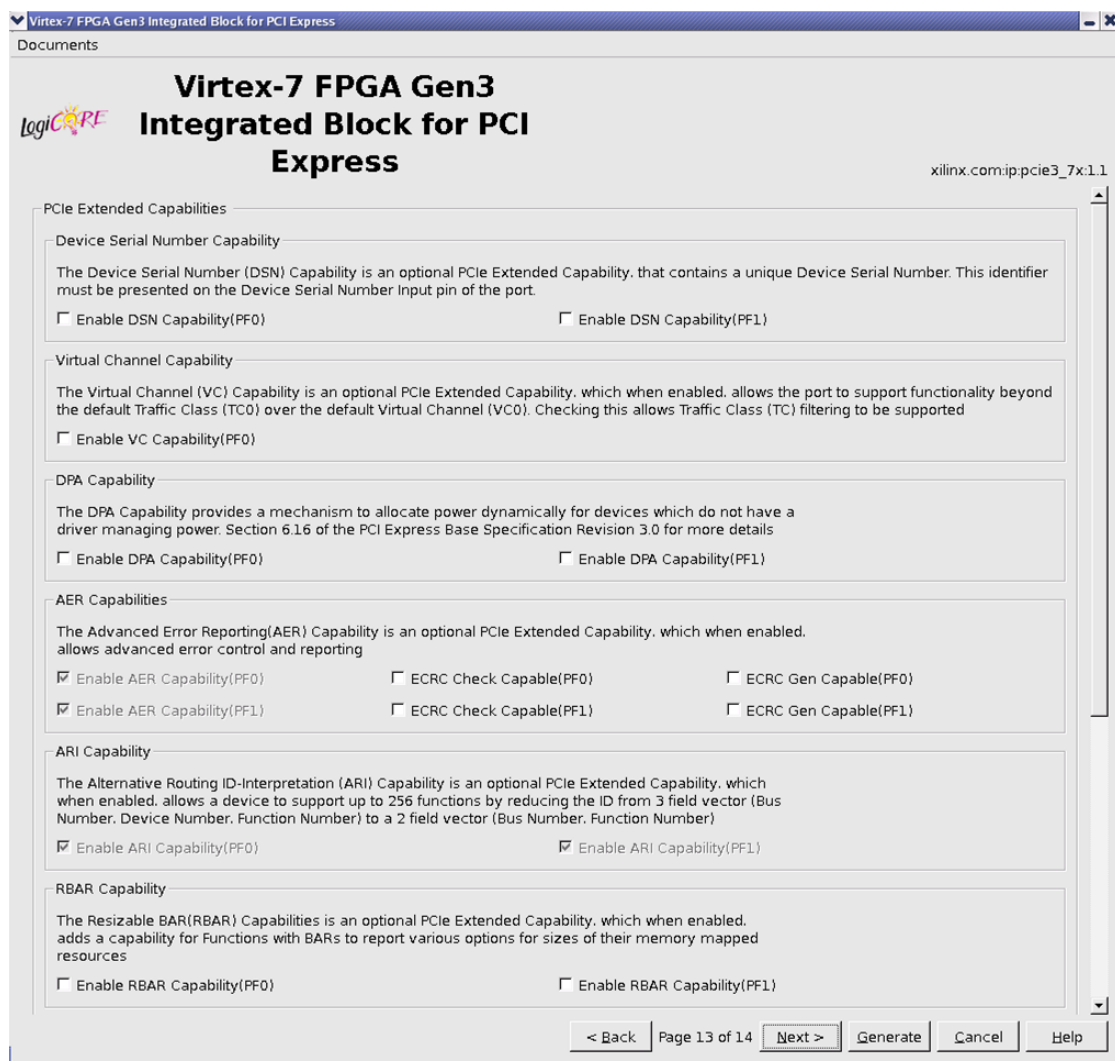 Virtex-7 FPGA Gen3 Integrated Block for PCI Express
Documents
LogiCORE
Virtex-7 FPGA Gen3
Integrated Block for PCI
Express
xilinx.com:ip:pcie3_7x:1.1
PCIe Extended Capabilities
Device Serial Number Capability
The Device Serial Number (DSN) Capability is an optional PCIe Extended Capability. that contains a unique Device Serial Number. This identifier
must be presented on the Device Serial Number Input pin of the port.
Enable DSN Capability(PF0) Enable DSN Capability(PF1)
Virtual Channel Capability
The Virtual Channel (VC) Capability is an optional PCIe Extended Capability. which when enabled. allows the port to support functionality beyond
the default Traffic Class (TC0) over the default Virtual Channel (VC0). Checking this allows Traffic Class (TC) filtering to be supported
Enable VC Capability(PF0)
DPA Capability
The DPA Capability provides a mechanism to allocate power dynamically for devices which do not have a
driver managing power. Section 6.16 of the PCI Express Base Specification Revision 3.0 for more details
Enable DPA Capability(PF0) Enable DPA Capability(PF1)
AER Capabilities
The Advanced Error Reporting(AER) Capability is an optional PCIe Extended Capability. which when enabled.
allows advanced error control and reporting
Enable AER Capability(PF0) ECRC Check Capable(PF0) ECRC Gen Capable(PF0)
Enable AER Capability(PF1) ECRC Check Capable(PF1) ECRC Gen Capable(PF1)
ARI Capability
The Alternative Routing ID-Interpretation (ARI) Capability is an optional PCIe Extended Capability. which
when enabled. allows a device to support up to 256 functions by reducing the ID from 3 field vector (Bus
Number. Device Number. Function Number) to a 2 field vector (Bus Number. Function Number)
Enable ARI Capability(PF0) Enable ARI Capability(PF1)
RBAR Capability
The Resizable BAR(RBAR) Capabilities is an optional PCIe Extended Capability. which when enabled.
adds a capability for Functions with BARs to report various options for sizes of their memory mapped
resources
Enable RBAR Capability(PF0) Enable RBAR Capability(PF1)
< Back Page 13 of 14 Next > Generate Cancel Help